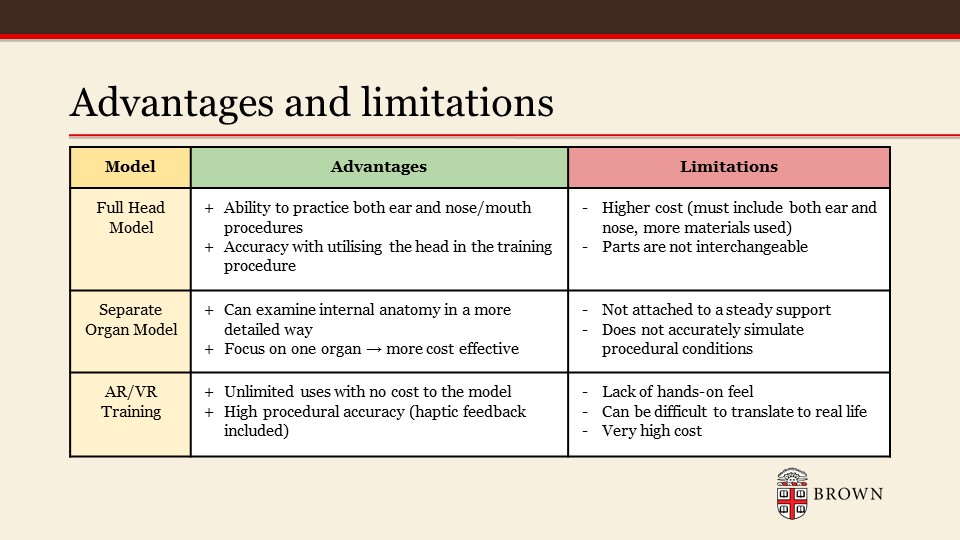 Advantages and limitations
Model
Advantages
Limitations
Full Head
Model
+ Ability to practice both ear and nose/mouth
procedures
+ Accuracy with utilising the head in the training
procedure
- Higher cost (must include both ear and
nose, more materials used)
- Parts are not interchangeable
Separate
Organ Model
+ Can examine internal anatomy in a more
detailed way
+ Focus on one organ → more cost effective
- Not attached to a steady support
- Does not accurately simulate
procedural conditions
AR/VR
Training
+ Unlimited uses with no cost to the model
+ High procedural accuracy (haptic feedback
included)
- Lack of hands-on feel
- Can be difficult to translate to real life
- Very high cost
BROWN